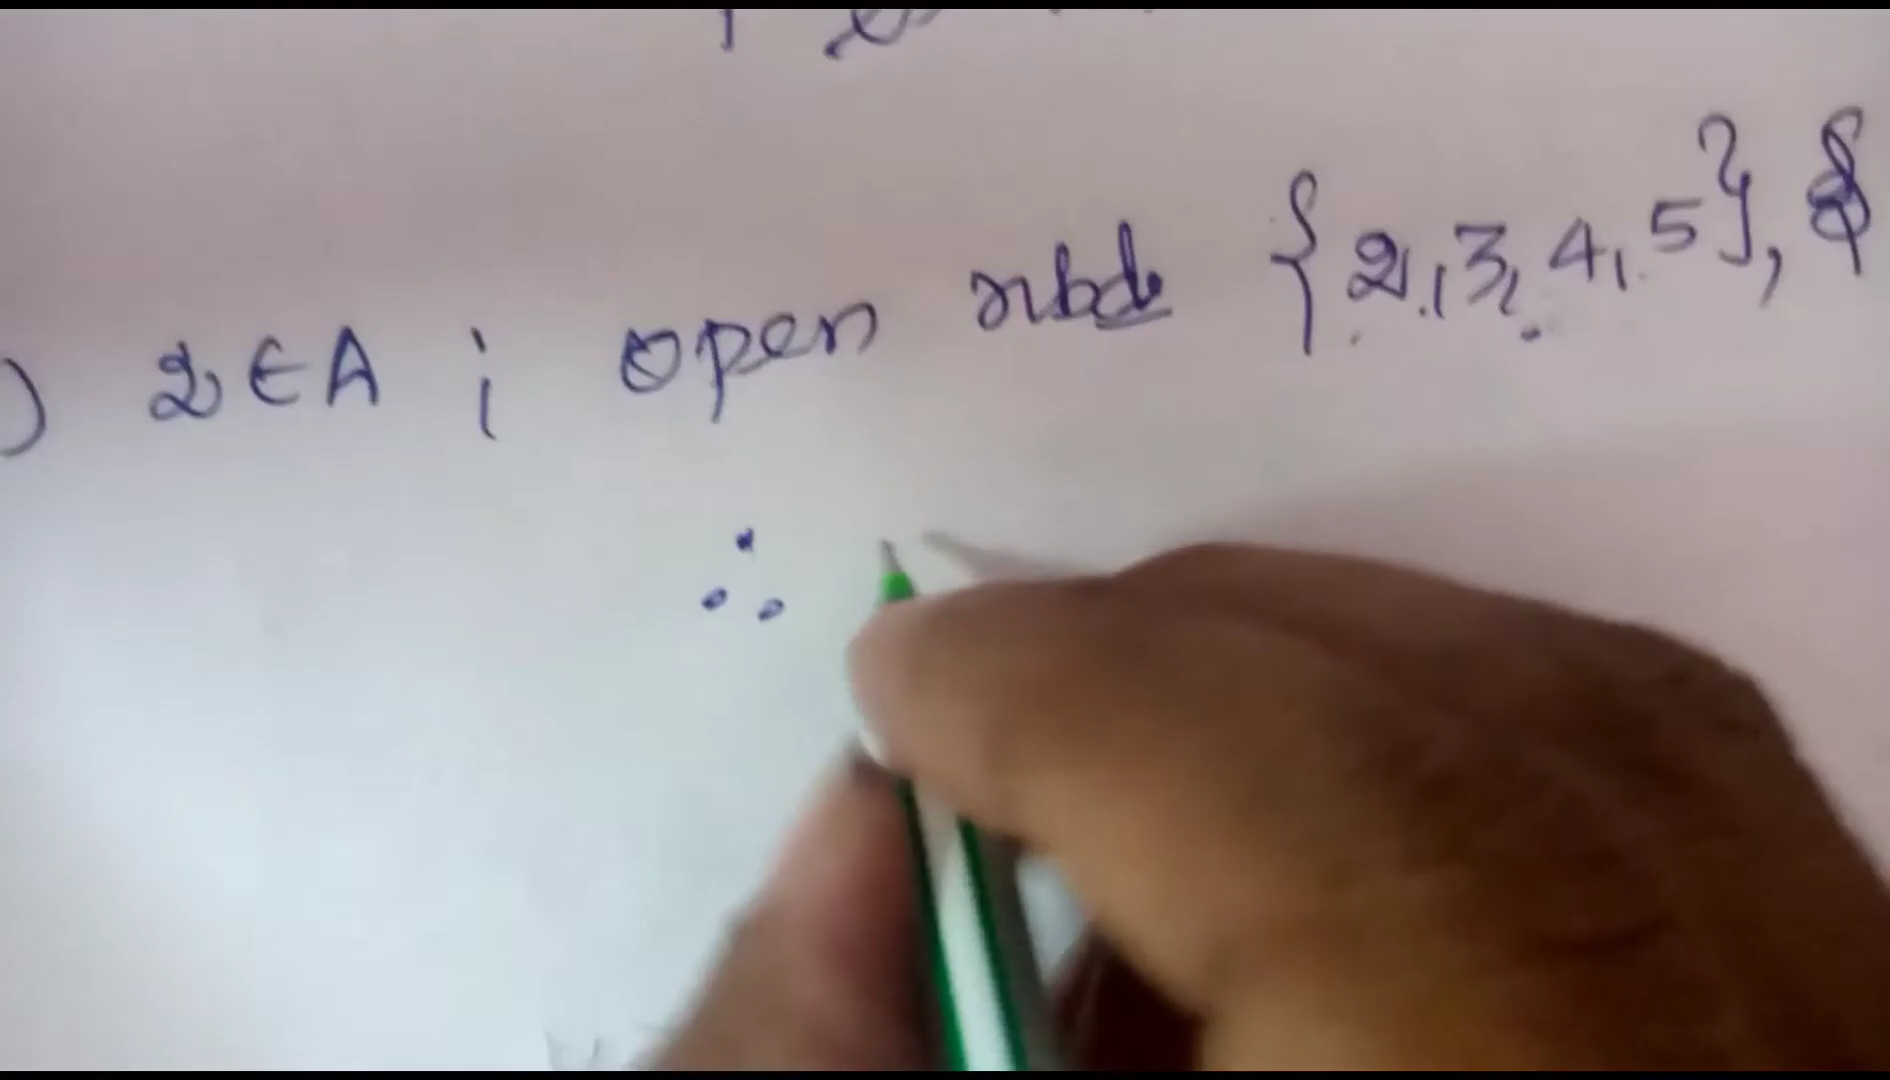 ) 2 ∈ A ; open nbd {2, 3, 4, 5},
∴